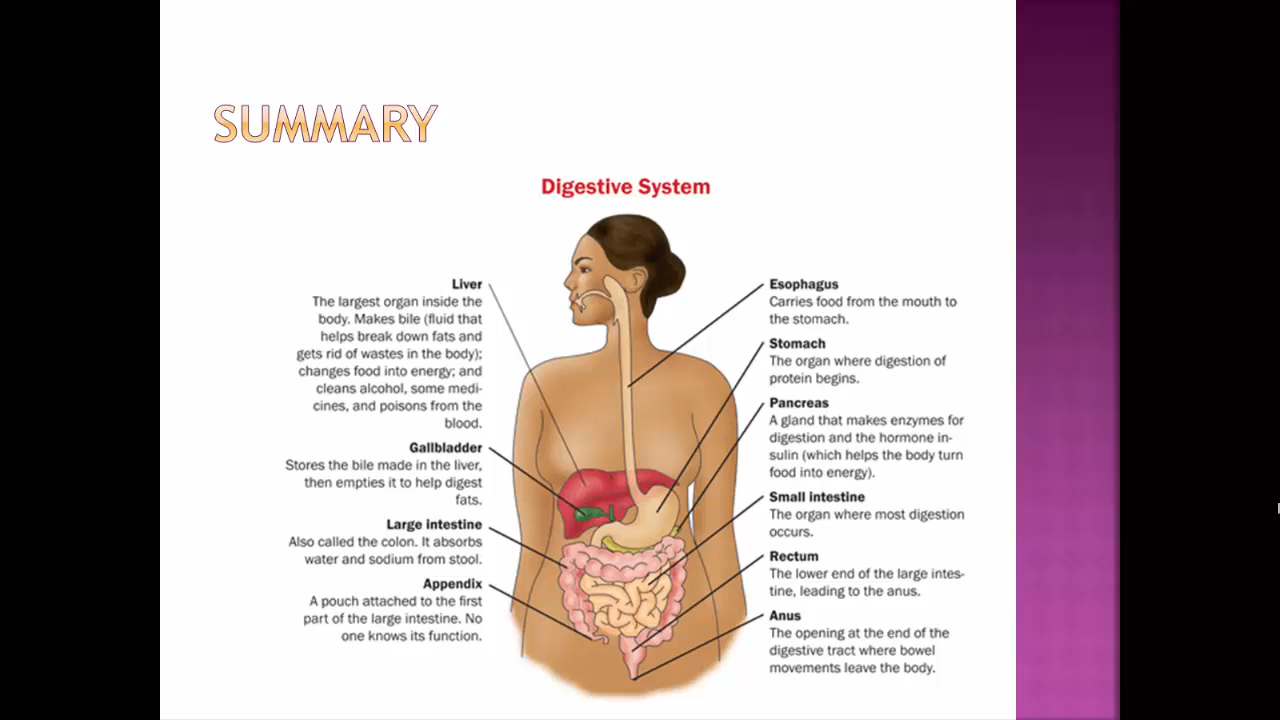 SUMMARY
Digestive System
Liver
The largest organ inside the
body. Makes bile (fluid that
helps break down fats and
gets rid of wastes in the body);
changes food into energy; and
cleans alcohol, some medi-
cines, and poisons from the
blood.
Gallbladder
Stores the bile made in the liver,
then empties it to help digest
fats.
Large intestine
Also called the colon. It absorbs
water and sodium from stool.
Appendix
A pouch attached to the first
part of the large intestine. No
one knows its function.
Esophagus
Carries food from the mouth to
the stomach.
Stomach
The organ where digestion of
protein begins.
Pancreas
A gland that makes enzymes for
digestion and the hormone in-
sulin (which helps the body turn
food into energy).
Small intestine
The organ where most digestion
occurs.
Rectum
The lower end of the large intes-
tine, leading to the anus.
Anus
The opening at the end of the
digestive tract where bowel
movements leave the body.